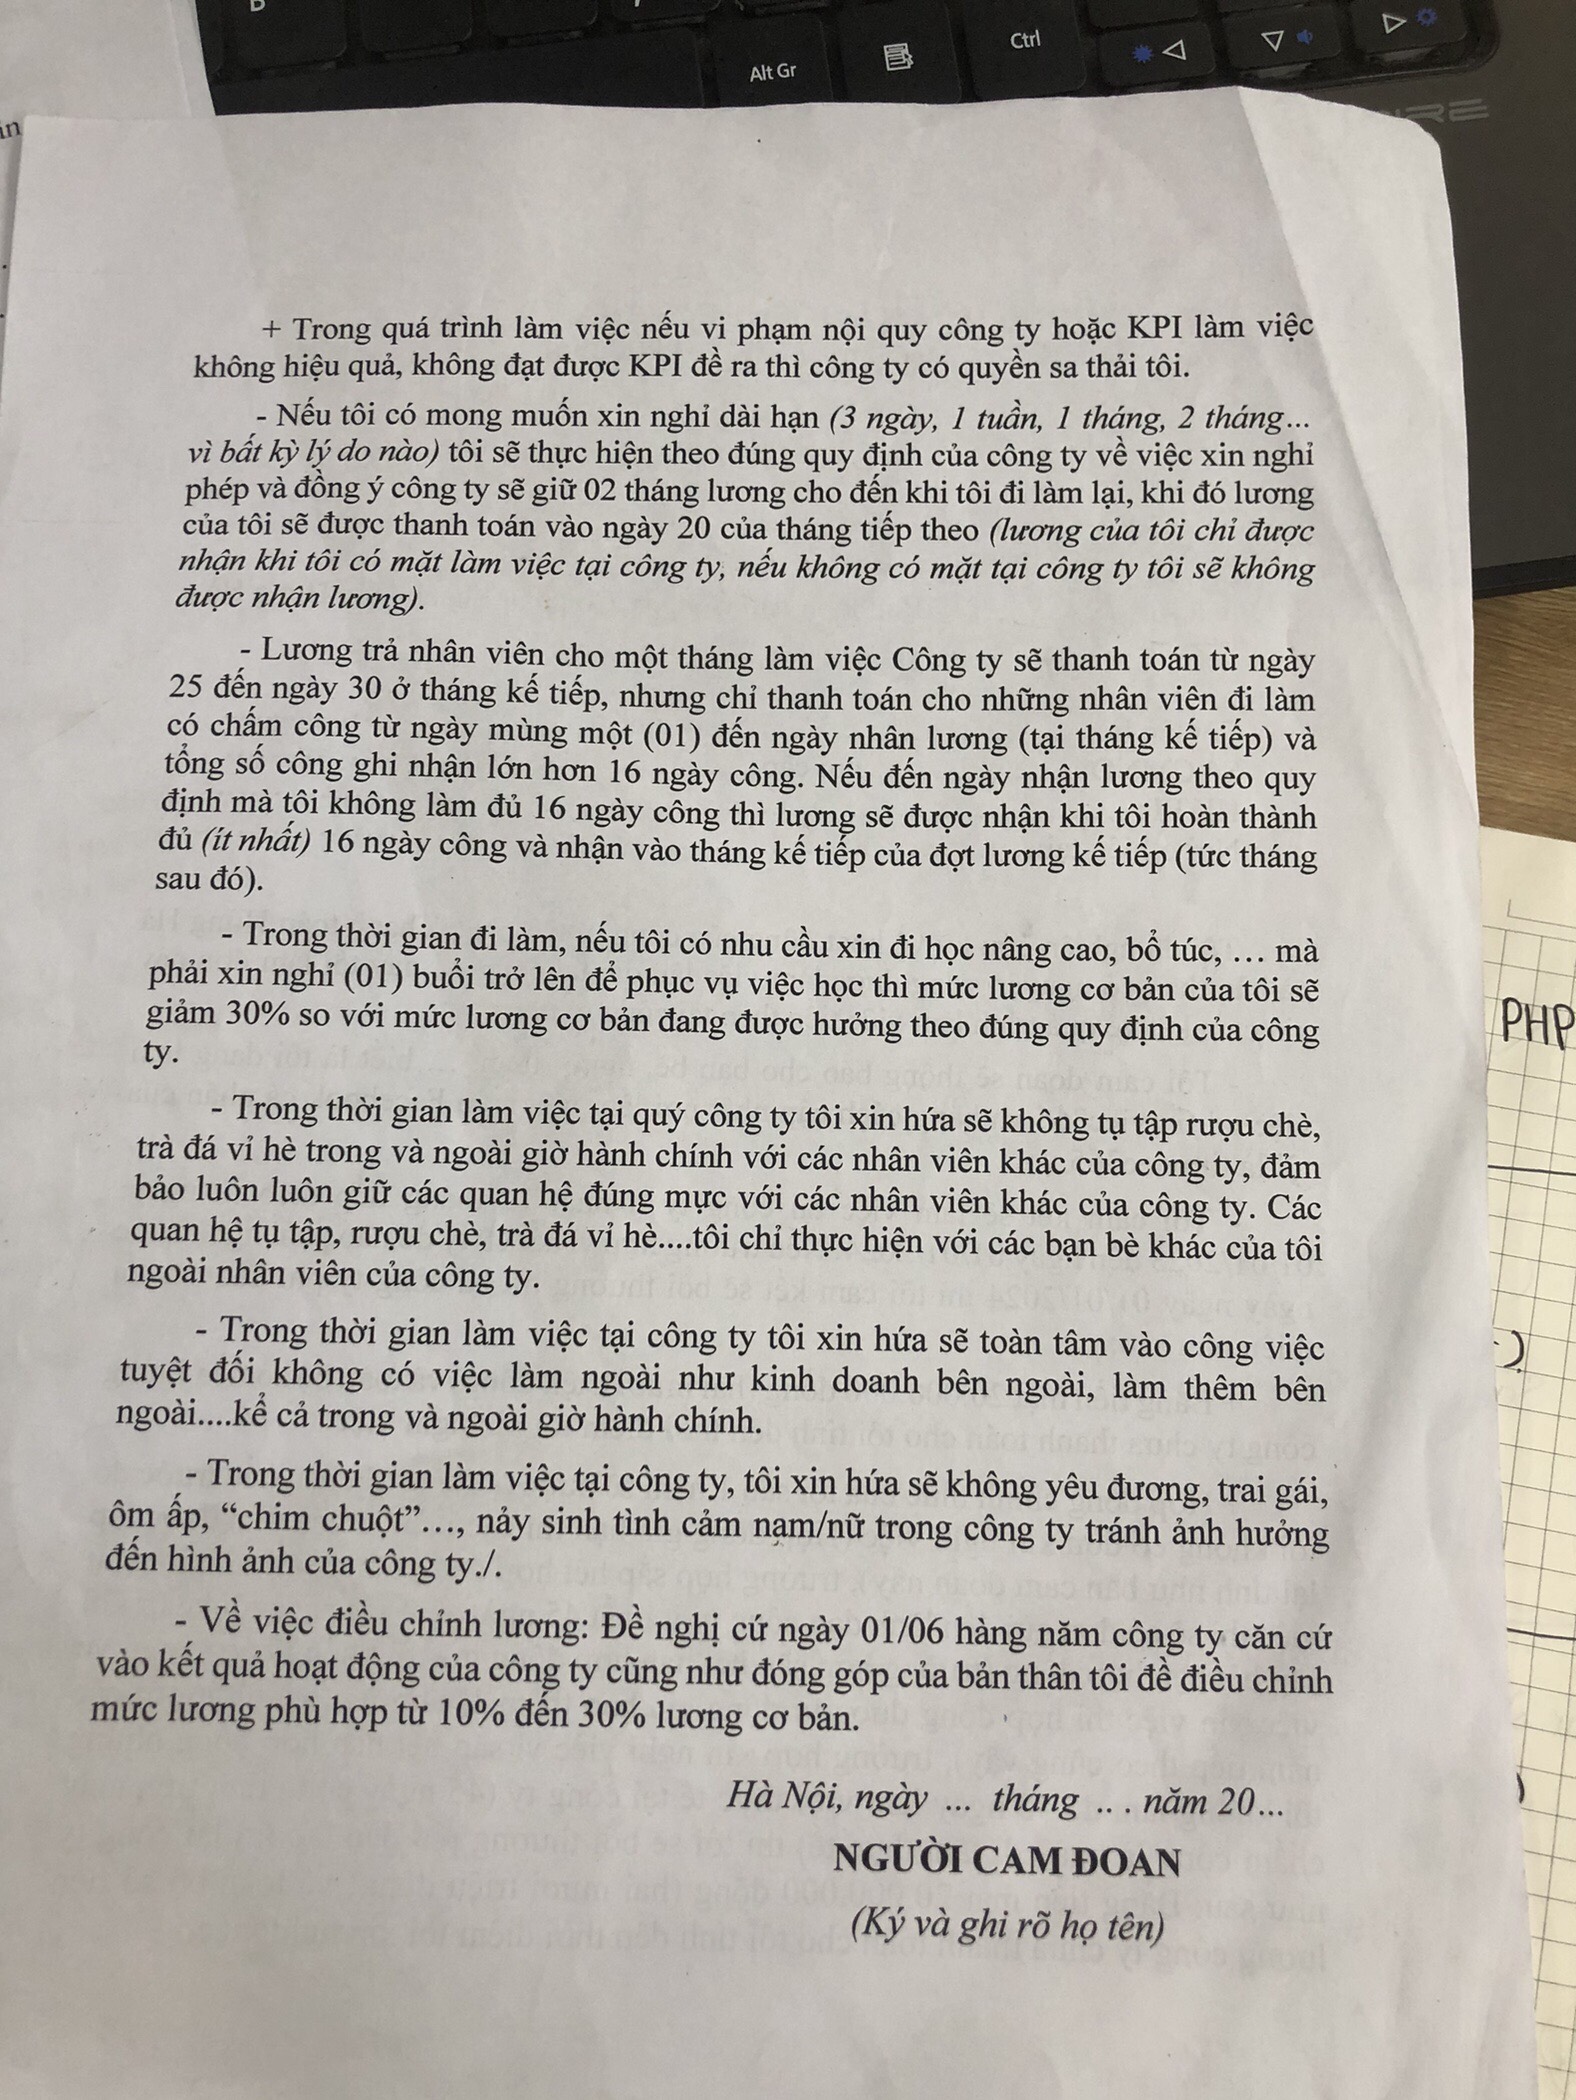 Alt Gr
Ctrl
+ Trong quá trình làm việc nếu vi phạm nội quy công ty hoặc KPI làm việc
không hiệu quả, không đạt được KPI đề ra thì công ty có quyền sa thải tôi.
- Nếu tôi có mong muốn xin nghỉ dài hạn (3 ngày, 1 tuần, 1 tháng, 2 tháng...
vì bất kỳ lý do nào) tôi sẽ thực hiện theo đúng quy định của công ty về việc xin nghỉ
phép và đồng ý công ty sẽ giữ 02 tháng lương cho đến khi tôi đi làm lại, khi đó lương
của tôi sẽ được thanh toán vào ngày 20 của tháng tiếp theo (lương của tôi chỉ được
nhận khi tôi có mặt làm việc tại công ty, nếu không có mặt tại công ty tôi sẽ không
được nhận lương).
- Lương trả nhân viên cho một tháng làm việc Công ty sẽ thanh toán từ ngày
25 đến ngày 30 ở tháng kế tiếp, nhưng chỉ thanh toán cho những nhân viên đi làm
có chấm công từ ngày mùng một (01) đến ngày nhân lương (tại tháng kế tiếp) và
tổng số công ghi nhận lớn hơn 16 ngày công. Nếu đến ngày nhận lương theo quy
định mà tôi không làm đủ 16 ngày công thì lương sẽ được nhận khi tôi hoàn thành
đủ (ít nhất) 16 ngày công và nhận vào tháng kế tiếp của đợt lương kế tiếp (tức tháng
sau đó).
- Trong thời gian đi làm, nếu tôi có nhu cầu xin đi học nâng cao, bổ túc, ... mà
phải xin nghỉ (01) buổi trở lên để phục vụ việc học thì mức lương cơ bản của tôi sẽ
giảm 30% so với mức lương cơ bản đang được hưởng theo đúng quy định của công
ty.
- Trong thời gian làm việc tại quý công ty tôi xin hứa sẽ không tụ tập rượu chè,
trà đá vỉ hè trong và ngoài giờ hành chính với các nhân viên khác của công ty, đảm
bảo luôn luôn giữ các quan hệ đúng mực với các nhân viên khác của công ty. Các
quan hệ tụ tập, rượu chè, trà đá vỉ hè....tôi chỉ thực hiện với các bạn bè khác của tôi
ngoài nhân viên của công ty.
- Trong thời gian làm việc tại công ty tôi xin hứa sẽ toàn tâm vào công việc
tuyệt đối không có việc làm ngoài như kinh doanh bên ngoài, làm thêm bên
ngoài....kể cả trong và ngoài giờ hành chính.
- Trong thời gian làm việc tại công ty, tôi xin hứa sẽ không yêu đương, trai gái,
ôm ấp, “chim chuột”..., nảy sinh tình cảm nam/nữ trong công ty tránh ảnh hưởng
đến hình ảnh của công ty./.
- Về việc điều chỉnh lương: Đề nghị cứ ngày 01/06 hàng năm công ty căn cứ
vào kết quả hoạt động của công ty cũng như đóng góp của bản thân tôi đề điều chỉnh
mức lương phù hợp từ 10% đến 30% lương cơ bản.
Hà Nội, ngày ... tháng .. . năm 20...
NGƯỜI CAM ĐOAN
(Ký và ghi rõ họ tên)
PHP